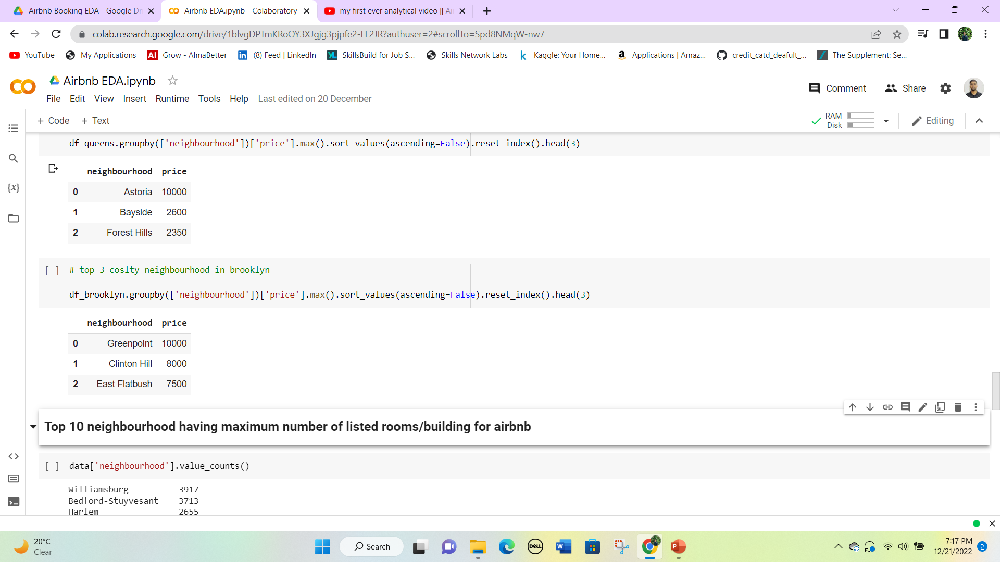 Airbnb Booking EDA - Google Dr
Airbnb EDA.ipynb - Colaboratory
my first ever analytical video || Ai
colab.research.google.com/drive/1blvgDPTmKRoOY3XJgjg3pjpfe2-LL2JR?authuser=2#scrollTo=Spd8NMqW-nw7
YouTube
My Applications
Grow - AlmaBetter
(8) Feed | LinkedIn
SkillsBuild for Job S...
Skills Network Labs
Kaggle: Your Home...
Applications | Amaz...
credit_catd_deafult_...
The Supplement: Se...
Airbnb EDA.ipynb
File Edit View Insert Runtime Tools Help Last edited on 20 December
Comment
Share
+ Code + Text
RAM
Disk
Editing
df_queens.groupby(['neighbourhood'])['price'].max().sort_values(ascending=False).reset_index().head(3)
neighbourhood price
0 Astoria 10000
1 Bayside 2600
2 Forest Hills 2350
[ ] # top 3 coslty neighbourhood in brooklyn
df_brooklyn.groupby(['neighbourhood'])['price'].max().sort_values(ascending=False).reset_index().head(3)
neighbourhood price
0 Greenpoint 10000
1 Clinton Hill 8000
2 East Flatbush 7500
Top 10 neighbourhood having maximum number of listed rooms/building for airbnb
[ ] data['neighbourhood'].value_counts()
Williamsburg 3917
Bedford-Stuyvesant 3713
Harlem 2655
20°C
Clear
Search
DELL
7:17 PM
12/21/2022
2